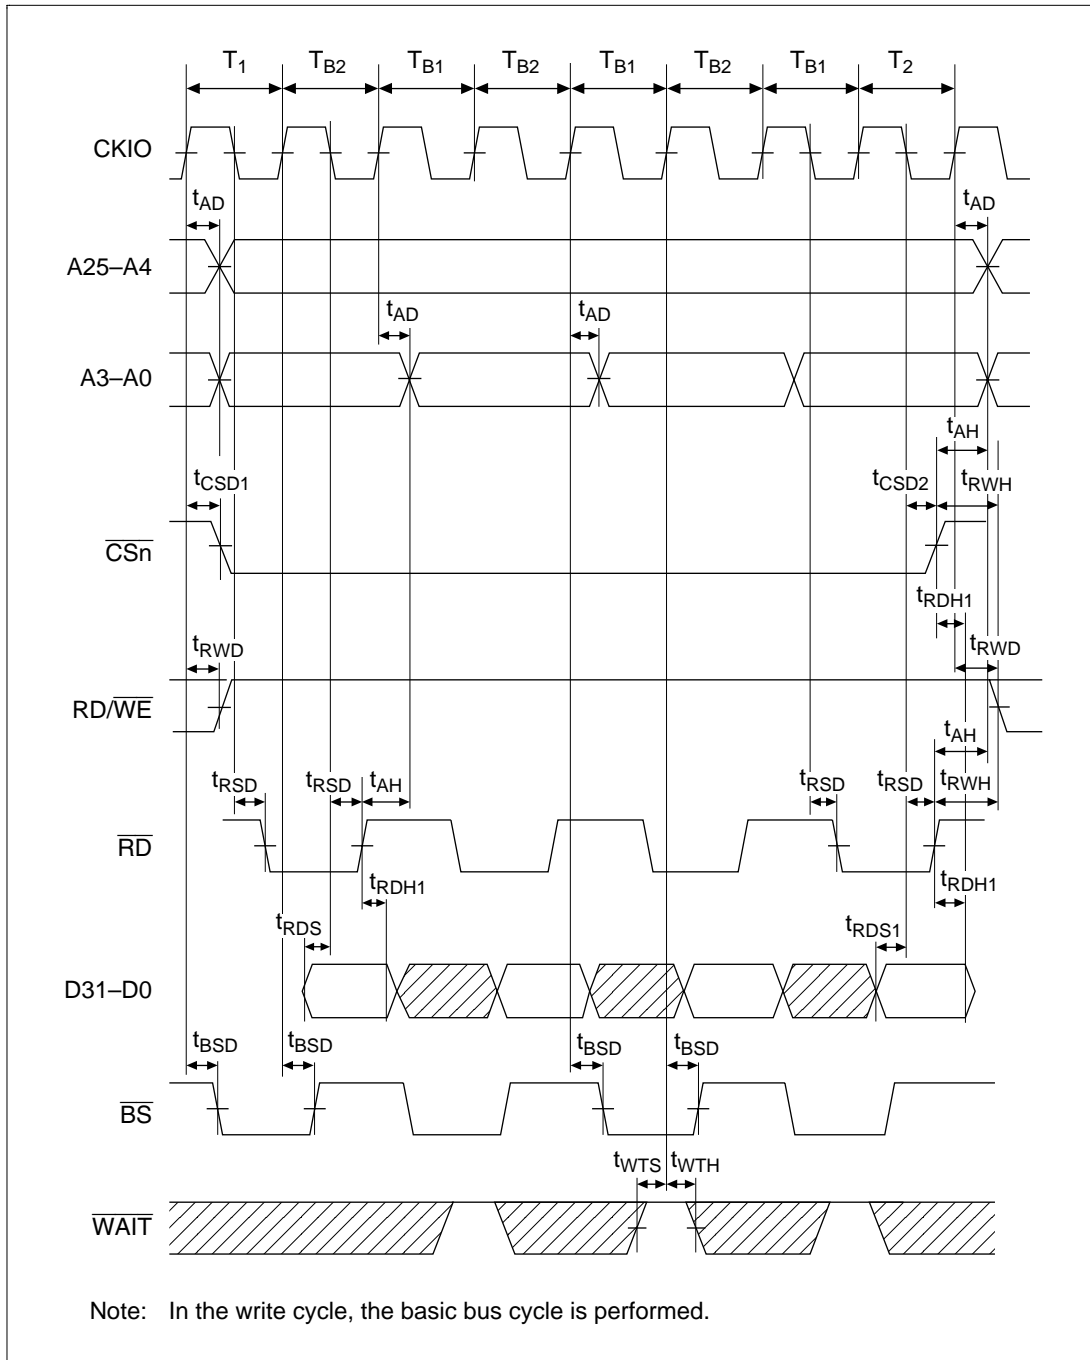 T1 TB2 TB1 TB2 TB1 TB2 TB1 T2
CKIO
tAD tAD
A25–A4
tAD tAD
A3–A0
tAH
tCSD1 tCSD2 tRWH
CSn
tRDH1
tRWD tRWD
RD/WE
tAH
tRSD tRSD tAH tRSD tRSD tRWH
RD
tRDH1 tRDH1
tRDS tRDS1
D31–D0
tBSD tBSD tBSD tBSD
BS
tWTS tWTH
WAIT
Note: In the write cycle, the basic bus cycle is performed.